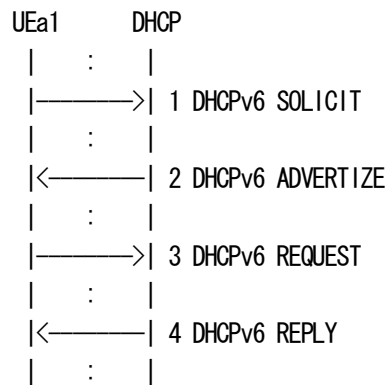 UEa1 DHCP
| : |
|--------->| 1 DHCPv6 SOLICIT
| : |
|<---------| 2 DHCPv6 ADVERTIZE
| : |
|--------->| 3 DHCPv6 REQUEST
| : |
|<---------| 4 DHCPv6 REPLY
| : |